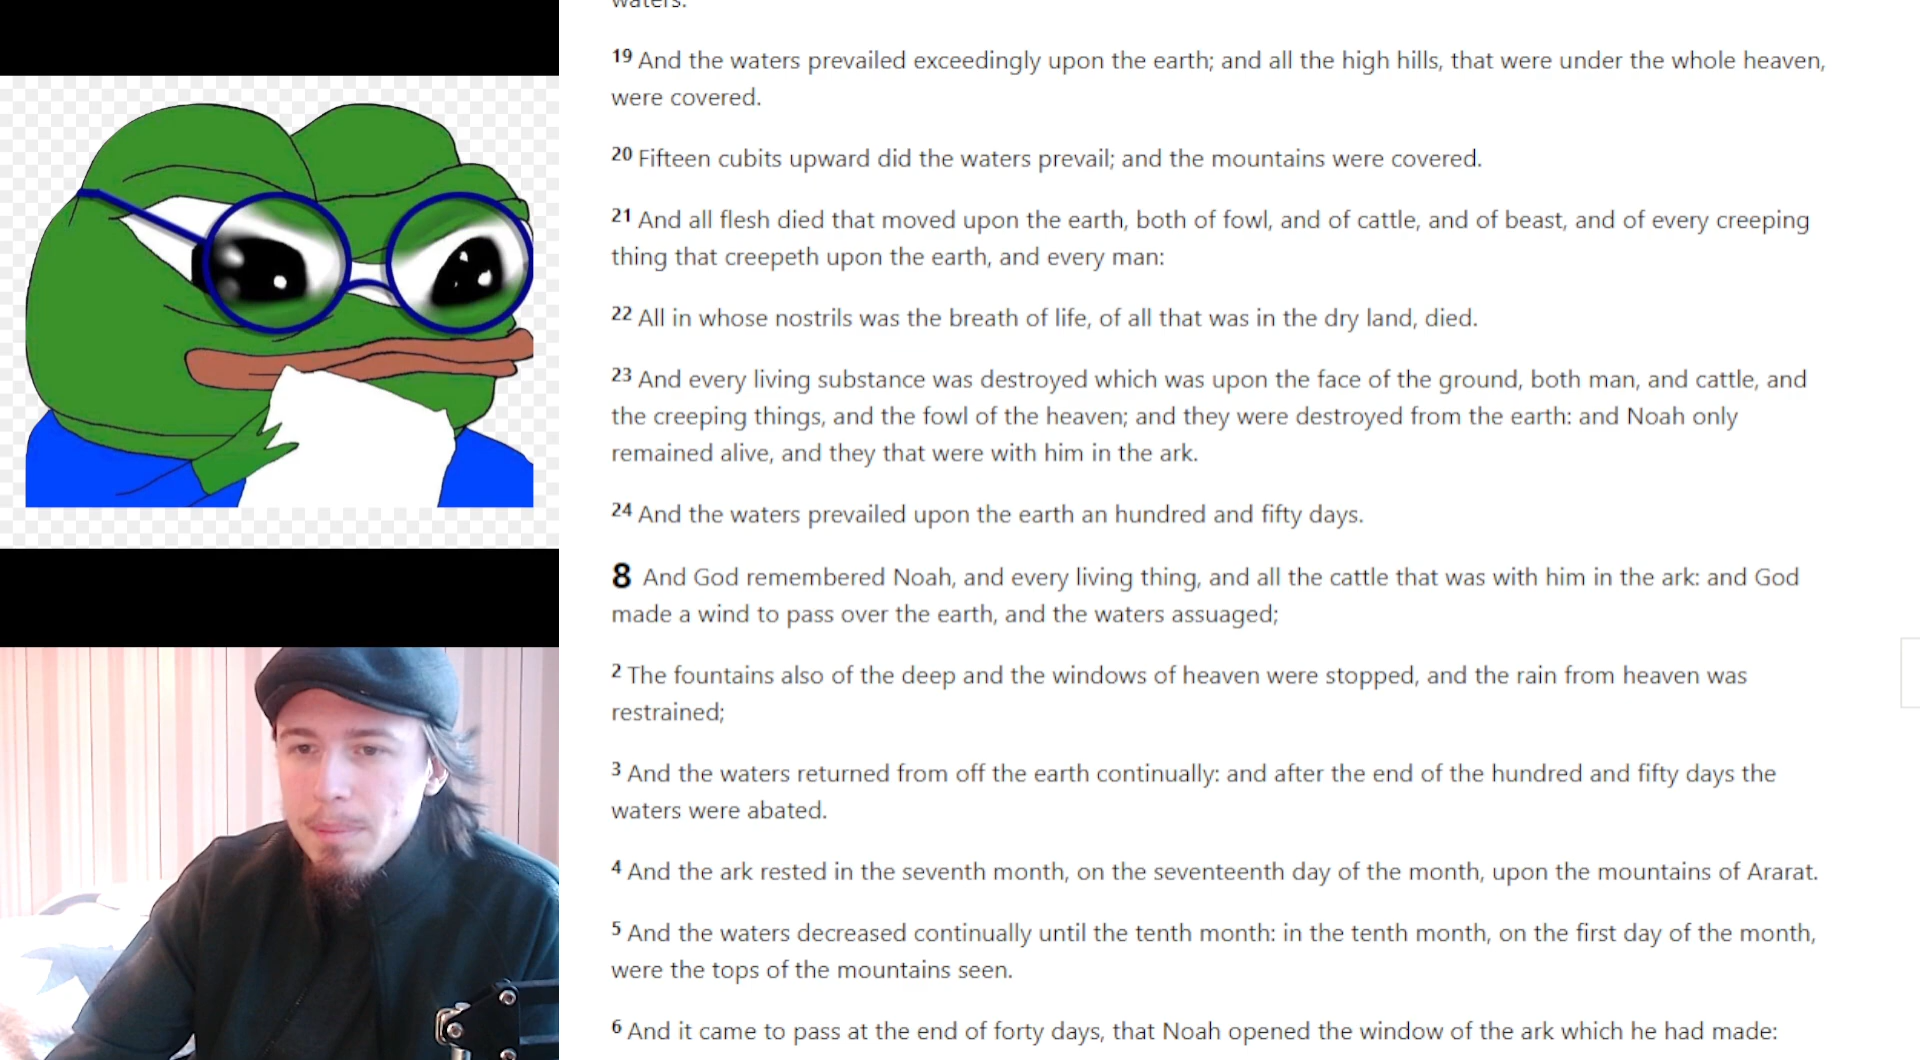 waters.
19 And the waters prevailed exceedingly upon the earth; and all the high hills, that were under the whole heaven,
were covered.
20 Fifteen cubits upward did the waters prevail; and the mountains were covered.
21 And all flesh died that moved upon the earth, both of fowl, and of cattle, and of beast, and of every creeping
thing that creepeth upon the earth, and every man:
22 All in whose nostrils was the breath of life, of all that was in the dry land, died.
23 And every living substance was destroyed which was upon the face of the ground, both man, and cattle, and
the creeping things, and the fowl of the heaven; and they were destroyed from the earth: and Noah only
remained alive, and they that were with him in the ark.
24 And the waters prevailed upon the earth an hundred and fifty days.
8 And God remembered Noah, and every living thing, and all the cattle that was with him in the ark: and God
made a wind to pass over the earth, and the waters assuaged;
2 The fountains also of the deep and the windows of heaven were stopped, and the rain from heaven was
restrained;
3 And the waters returned from off the earth continually: and after the end of the hundred and fifty days the
waters were abated.
4 And the ark rested in the seventh month, on the seventeenth day of the month, upon the mountains of Ararat.
5 And the waters decreased continually until the tenth month: in the tenth month, on the first day of the month,
were the tops of the mountains seen.
6 And it came to pass at the end of forty days, that Noah opened the window of the ark which he had made: